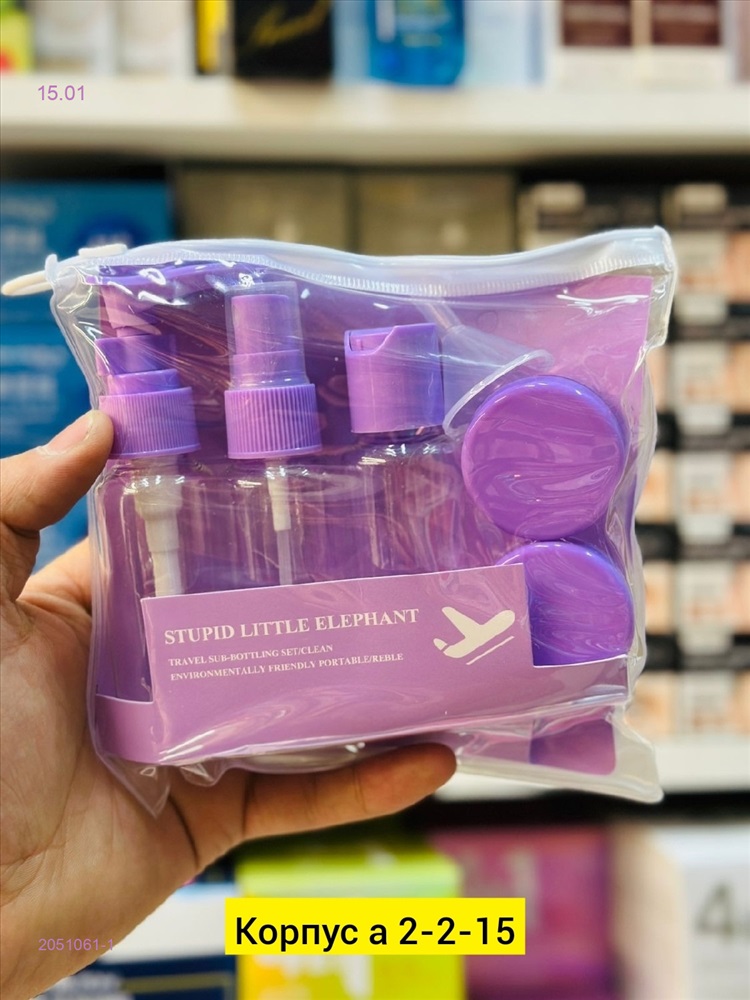 15.01
STUPID LITTLE ELEPHANT
TRAVEL SUB-BOTTLING SET/CLEAN
ENVIRONMENTALLY FRIENDLY PORTABLE/REBLE
Корпус а 2-2-15
2051061-1
4